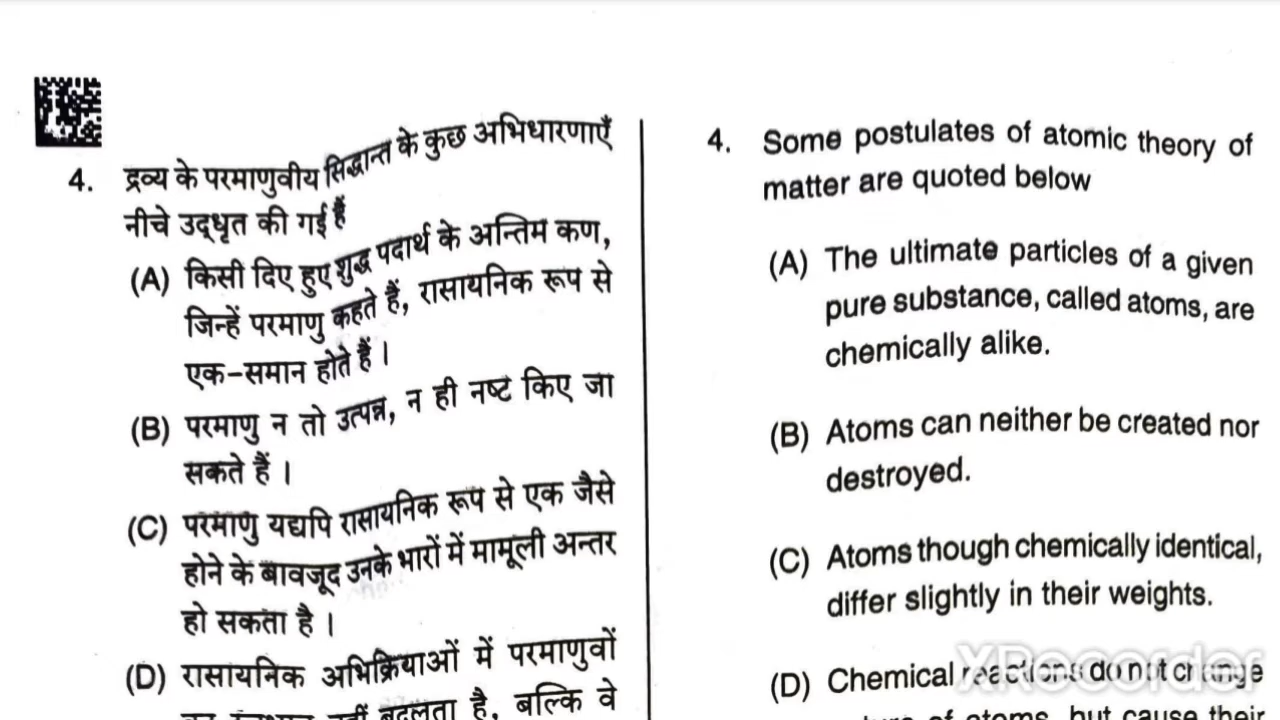 4. द्रव्य के परमाणुवीय सिद्धान्त के कुछ अभिधारणाएँ
नीचे उद्धृत की गई हैं
(A) किसी दिए हुए शुद्ध पदार्थ के अन्तिम कण,
जिन्हें परमाणु कहते हैं, रासायनिक रूप से
एक-समान होते हैं ।
(B) परमाणु न तो उत्पन्न, न ही नष्ट किए जा
सकते हैं ।
(C) परमाणु यद्यपि रासायनिक रूप से एक जैसे
होने के बावजूद उनके भारों में मामूली अन्तर
हो सकता है ।
(D) रासायनिक अभिक्रियाओं में परमाणुवों
नहीं बदलता है, बल्कि वे
4. Some postulates of atomic theory of
matter are quoted below
(A) The ultimate particles of a given
pure substance, called atoms, are
chemically alike.
(B) Atoms can neither be created nor
destroyed.
(C) Atoms though chemically identical,
differ slightly in their weights.
(D) Chemical reactions do not change
of atoms, but cause their
XRecorder